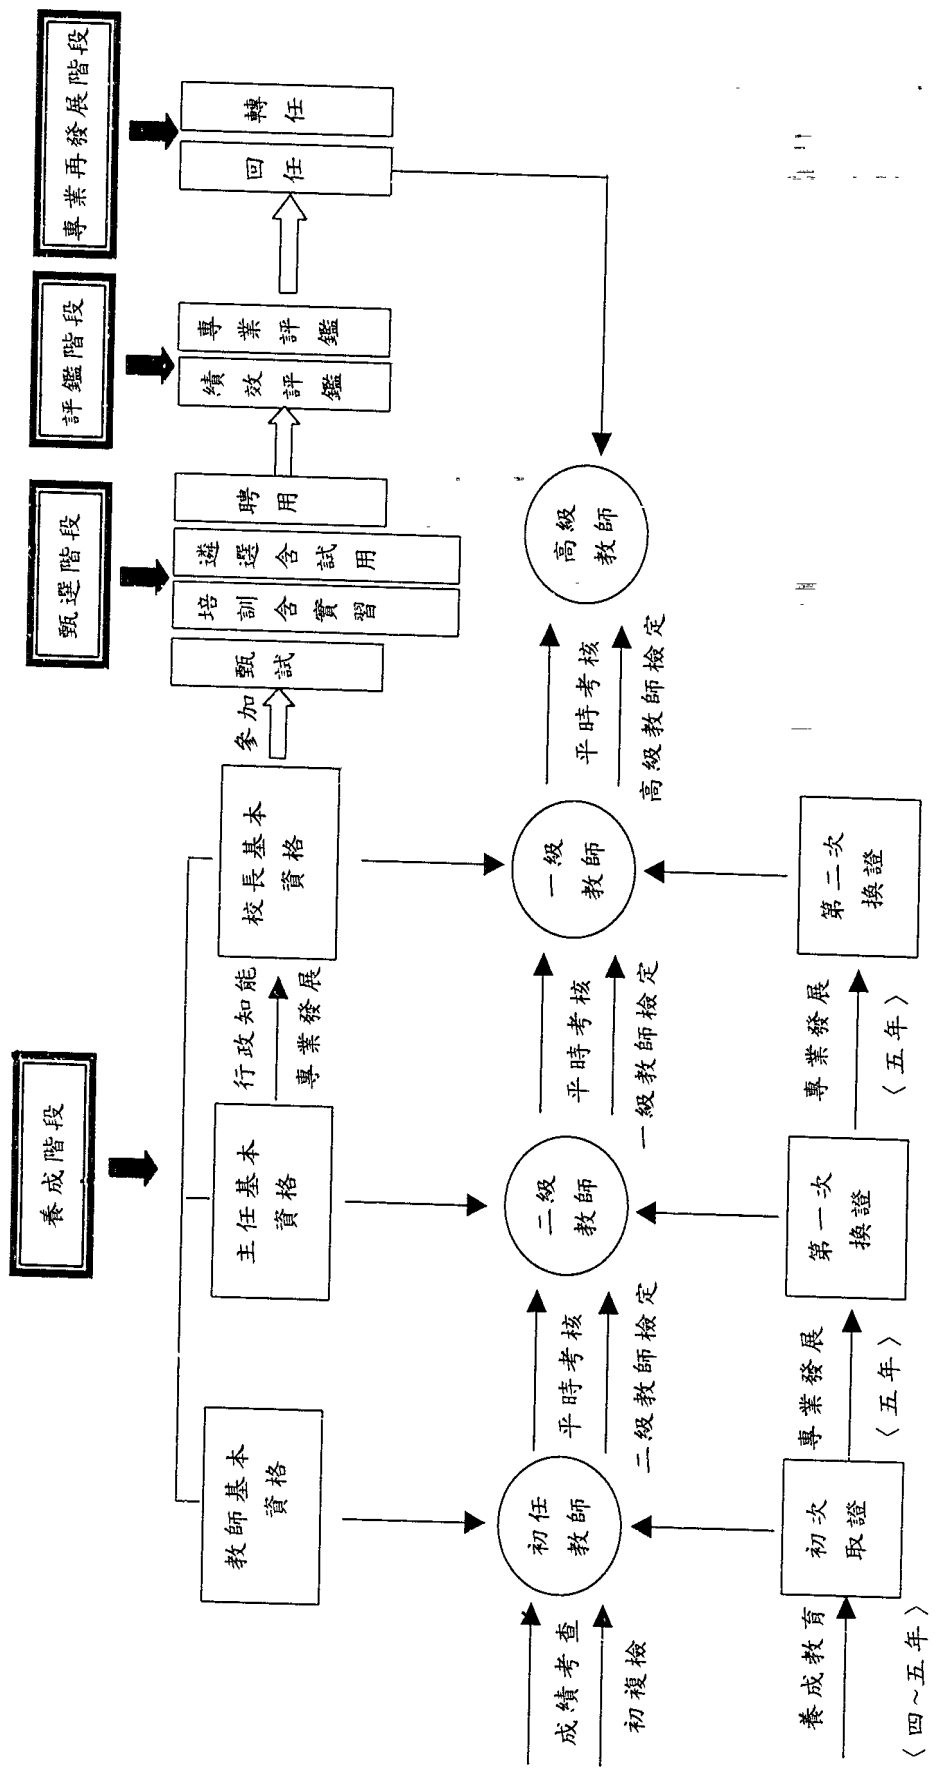 養成階段
甄選階段
評鑑階段
專業再發展階段
教師基本
資格
主任基本
資格
行政知能
專業發展
校長基本
資格
參加
甄試
培訓含實習
遴選含試用
聘用
績效評鑑
專業評鑑
回任
轉任
成績考查
初複檢
初任
教師
平時考核
二級教師檢定
二級
教師
平時考核
一級教師檢定
一級
教師
平時考核
高級教師檢定
高級
教師
養成教育
〈四~五年〉
初次
取證
專業發展
〈五年〉
第一次
換證
專業發展
〈五年〉
第二次
換證